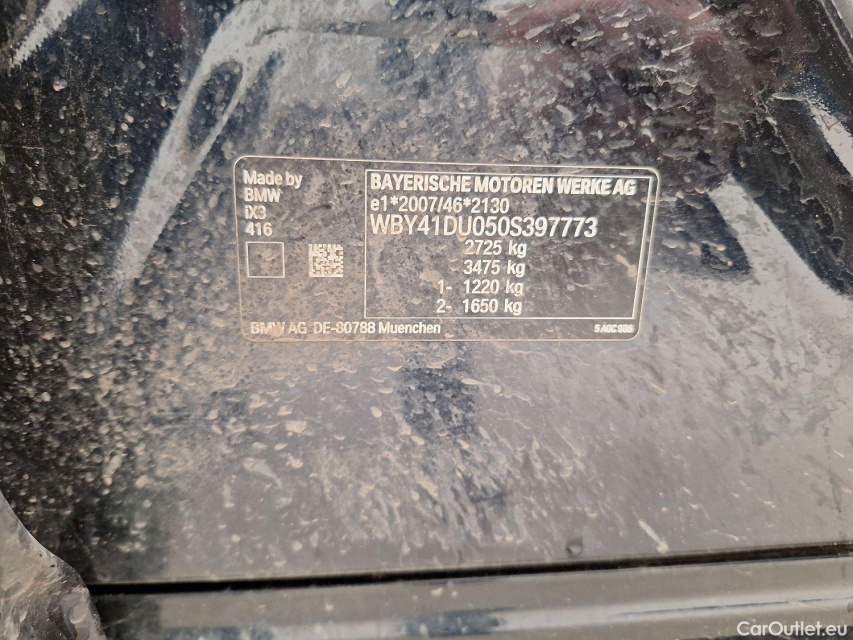 Made by
BMW
iX3
416
BAYERISCHE MOTOREN WERKE AG
e1*2007/46*2130
WBY41DU050S397773
2725 kg
3475 kg
1- 1220 kg
2- 1650 kg
BMW AG DE-80788 Muenchen
CarOutlet.eu